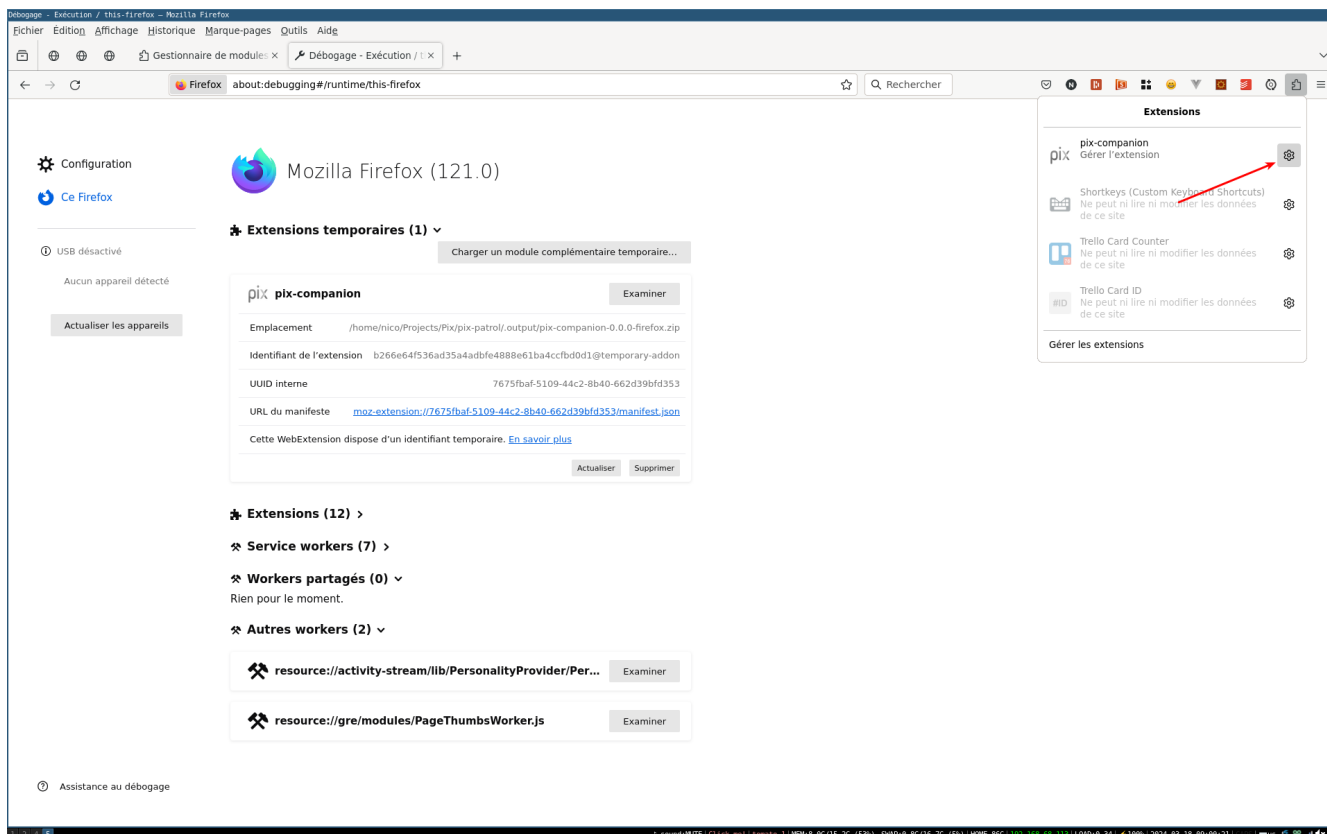 Débogage - Exécution / this-firefox — Mozilla Firefox
Fichier Édition Affichage Historique Marque-pages Outils Aide
Gestionnaire de modules × Débogage - Exécution / t × +
Firefox about:debugging#/runtime/this-firefox Rechercher
Extensions
pix pix-companion
Gérer l'extension
Shortkeys (Custom Keyboard Shortcuts)
Ne peut ni lire ni modifier les données
de ce site
Trello Card Counter
Ne peut ni lire ni modifier les données
de ce site
#ID Trello Card ID
Ne peut ni lire ni modifier les données
de ce site
Gérer les extensions
Configuration
Ce Firefox
USB désactivé
Aucun appareil détecté
Actualiser les appareils
Mozilla Firefox (121.0)
Extensions temporaires (1)
Charger un module complémentaire temporaire...
pix pix-companion Examiner
Emplacement /home/nico/Projects/Pix/pix-patrol/.output/pix-companion-0.0.0-firefox.zip
Identifiant de l'extension b266e64f536ad35a4adbfe4888e61ba4ccfbd0d1@temporary-addon
UUID interne 7675fbaf-5109-44c2-8b40-662d39bfd353
URL du manifeste moz-extension://7675fbaf-5109-44c2-8b40-662d39bfd353/manifest.json
Cette WebExtension dispose d'un identifiant temporaire. En savoir plus
Actualiser Supprimer
Extensions (12)
Service workers (7)
Workers partagés (0)
Rien pour le moment.
Autres workers (2)
resource://activity-stream/lib/PersonalityProvider/Per... Examiner
resource://gre/modules/PageThumbsWorker.js Examiner
Assistance au débogage